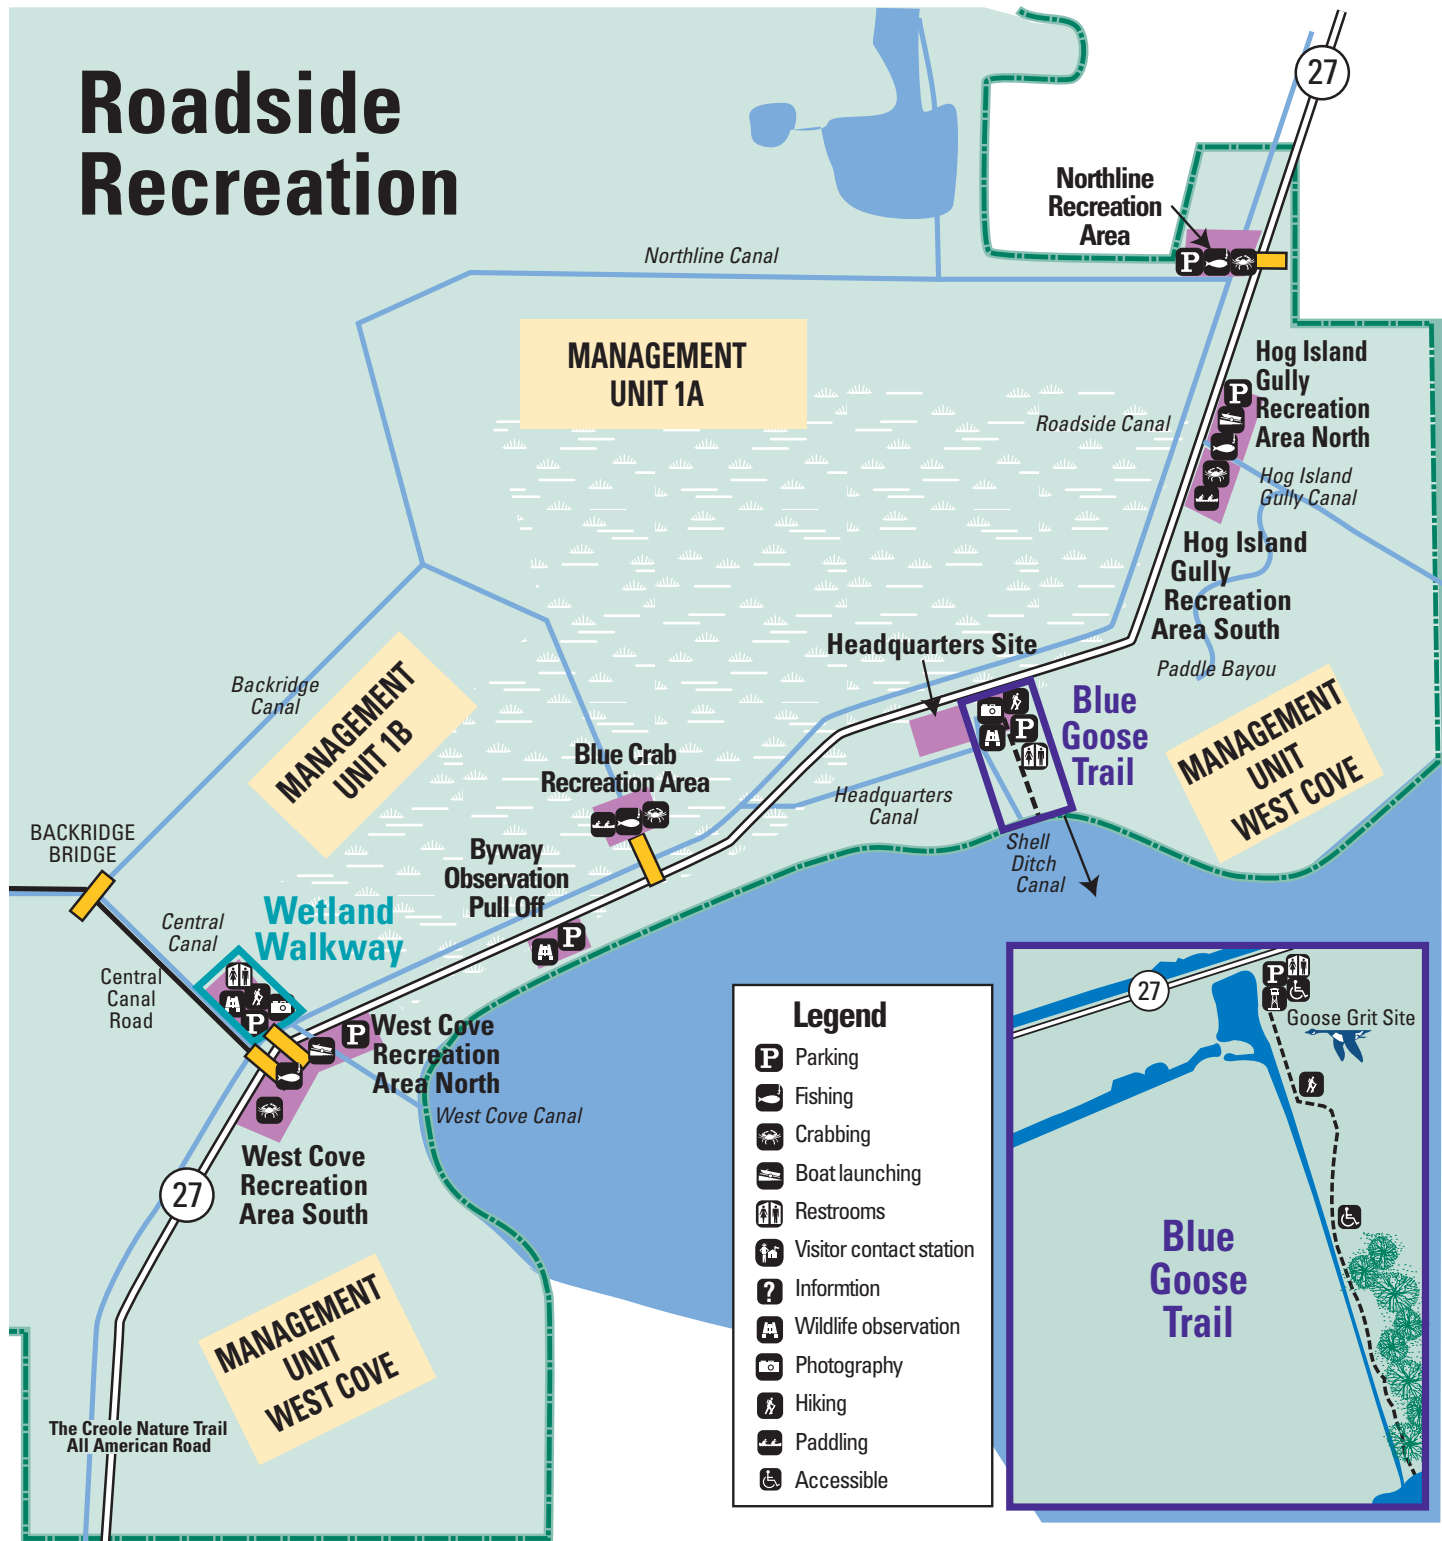 Roadside
Recreation
27
Northline
Recreation
Area
Northline Canal
P
MANAGEMENT
UNIT 1A
Hog Island
Gully
Recreation
Area North
P
Roadside Canal
Hog Island
Gully Canal
Hog Island
Gully
Recreation
Area South
Paddle Bayou
Headquarters Site
Backridge
Canal
MANAGEMENT
UNIT 1B
Blue
Goose
Trail
P
MANAGEMENT
UNIT
WEST COVE
Blue Crab
Recreation Area
Headquarters
Canal
BACKRIDGE
BRIDGE
Byway
Observation
Pull Off
P
Shell
Ditch
Canal
Wetland
Walkway
Central
Canal
Central
Canal
Road
P
P
West Cove
Recreation
Area North
West Cove Canal
West Cove
Recreation
Area South
27
MANAGEMENT
UNIT
WEST COVE
The Creole Nature Trail
All American Road
Legend
P Parking
Fishing
Crabbing
Boat launching
Restrooms
Visitor contact station
? Informtion
Wildlife observation
Photography
Hiking
Paddling
Accessible
27
P
Goose Grit Site
Blue
Goose
Trail